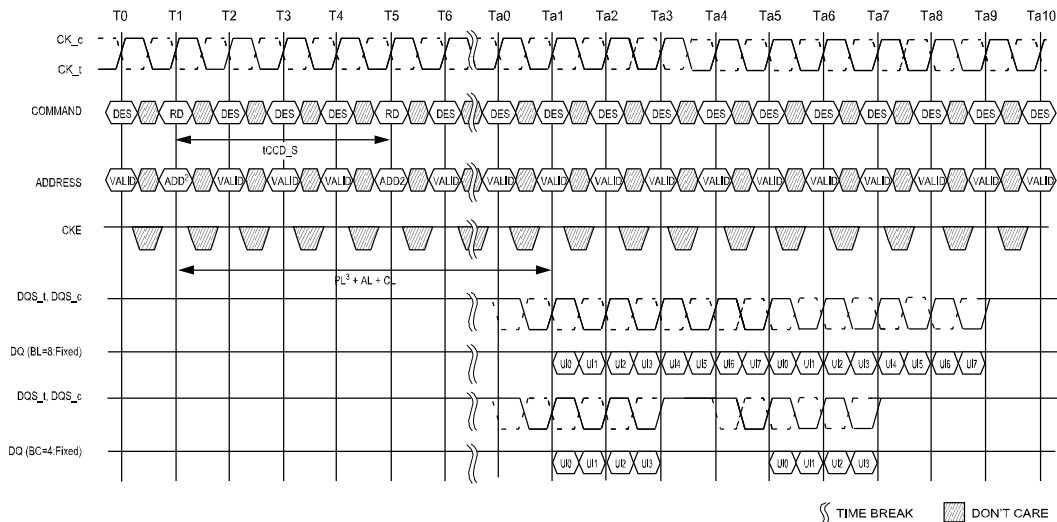 T0 T1 T2 T3 T4 T5 T6 Ta0 Ta1 Ta2 Ta3 Ta4 Ta5 Ta6 Ta7 Ta8 Ta9 Ta10
CK_c
CK_t
COMMAND DES RD DES DES DES RD DES DES DES DES DES DES DES DES DES DES DES DES
tCCD_S
ADDRESS VALID ADD2 VALID VALID VALID ADD2 VALID VALID VALID VALID VALID VALID VALID VALID VALID VALID VALID VALID
CKE
PL3 + AL + CL
DQS_t, DQS_c
DQ (BL=8:Fixed) UI0 UI1 UI2 UI3 UI4 UI5 UI6 UI7 UI0 UI1 UI2 UI3 UI4 UI5 UI6 UI7
DQS_t, DQS_c
DQ (BC=4:Fixed) UI0 UI1 UI2 UI3 UI0 UI1 UI2 UI3
TIME BREAK DON'T CARE